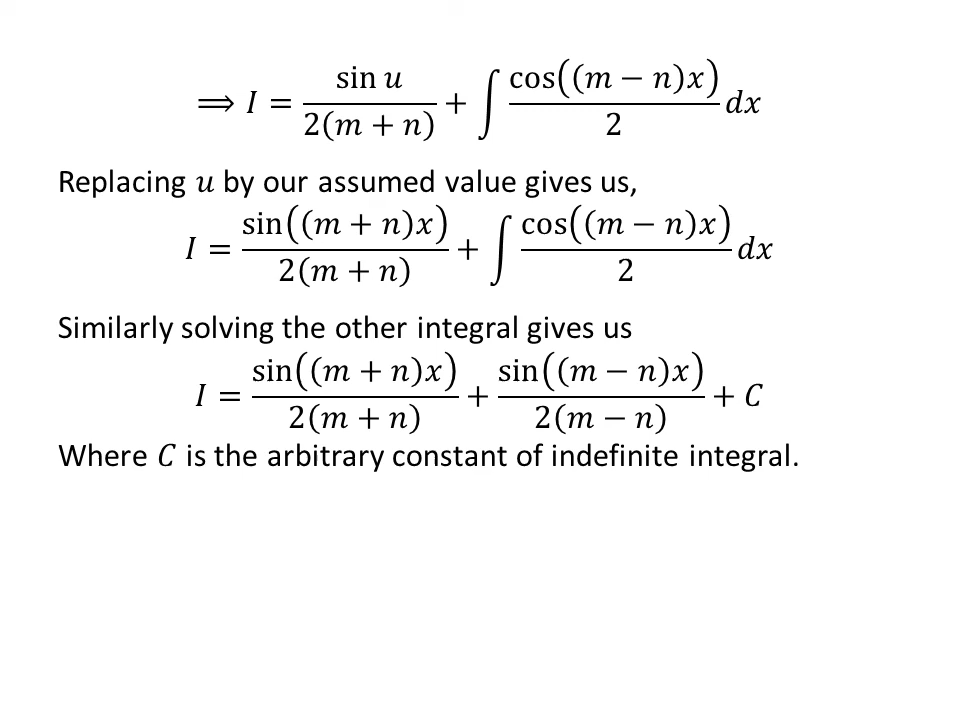 ⟹ 𝐼 = sin 𝑢 / 2(𝑚 + 𝑛) + ∫ cos((𝑚 − 𝑛)𝑥) / 2 𝑑𝑥
Replacing 𝑢 by our assumed value gives us,
𝐼 = sin((𝑚 + 𝑛)𝑥) / 2(𝑚 + 𝑛) + ∫ cos((𝑚 − 𝑛)𝑥) / 2 𝑑𝑥
Similarly solving the other integral gives us
𝐼 = sin((𝑚 + 𝑛)𝑥) / 2(𝑚 + 𝑛) + sin((𝑚 − 𝑛)𝑥) / 2(𝑚 − 𝑛) + 𝐶
Where 𝐶 is the arbitrary constant of indefinite integral.